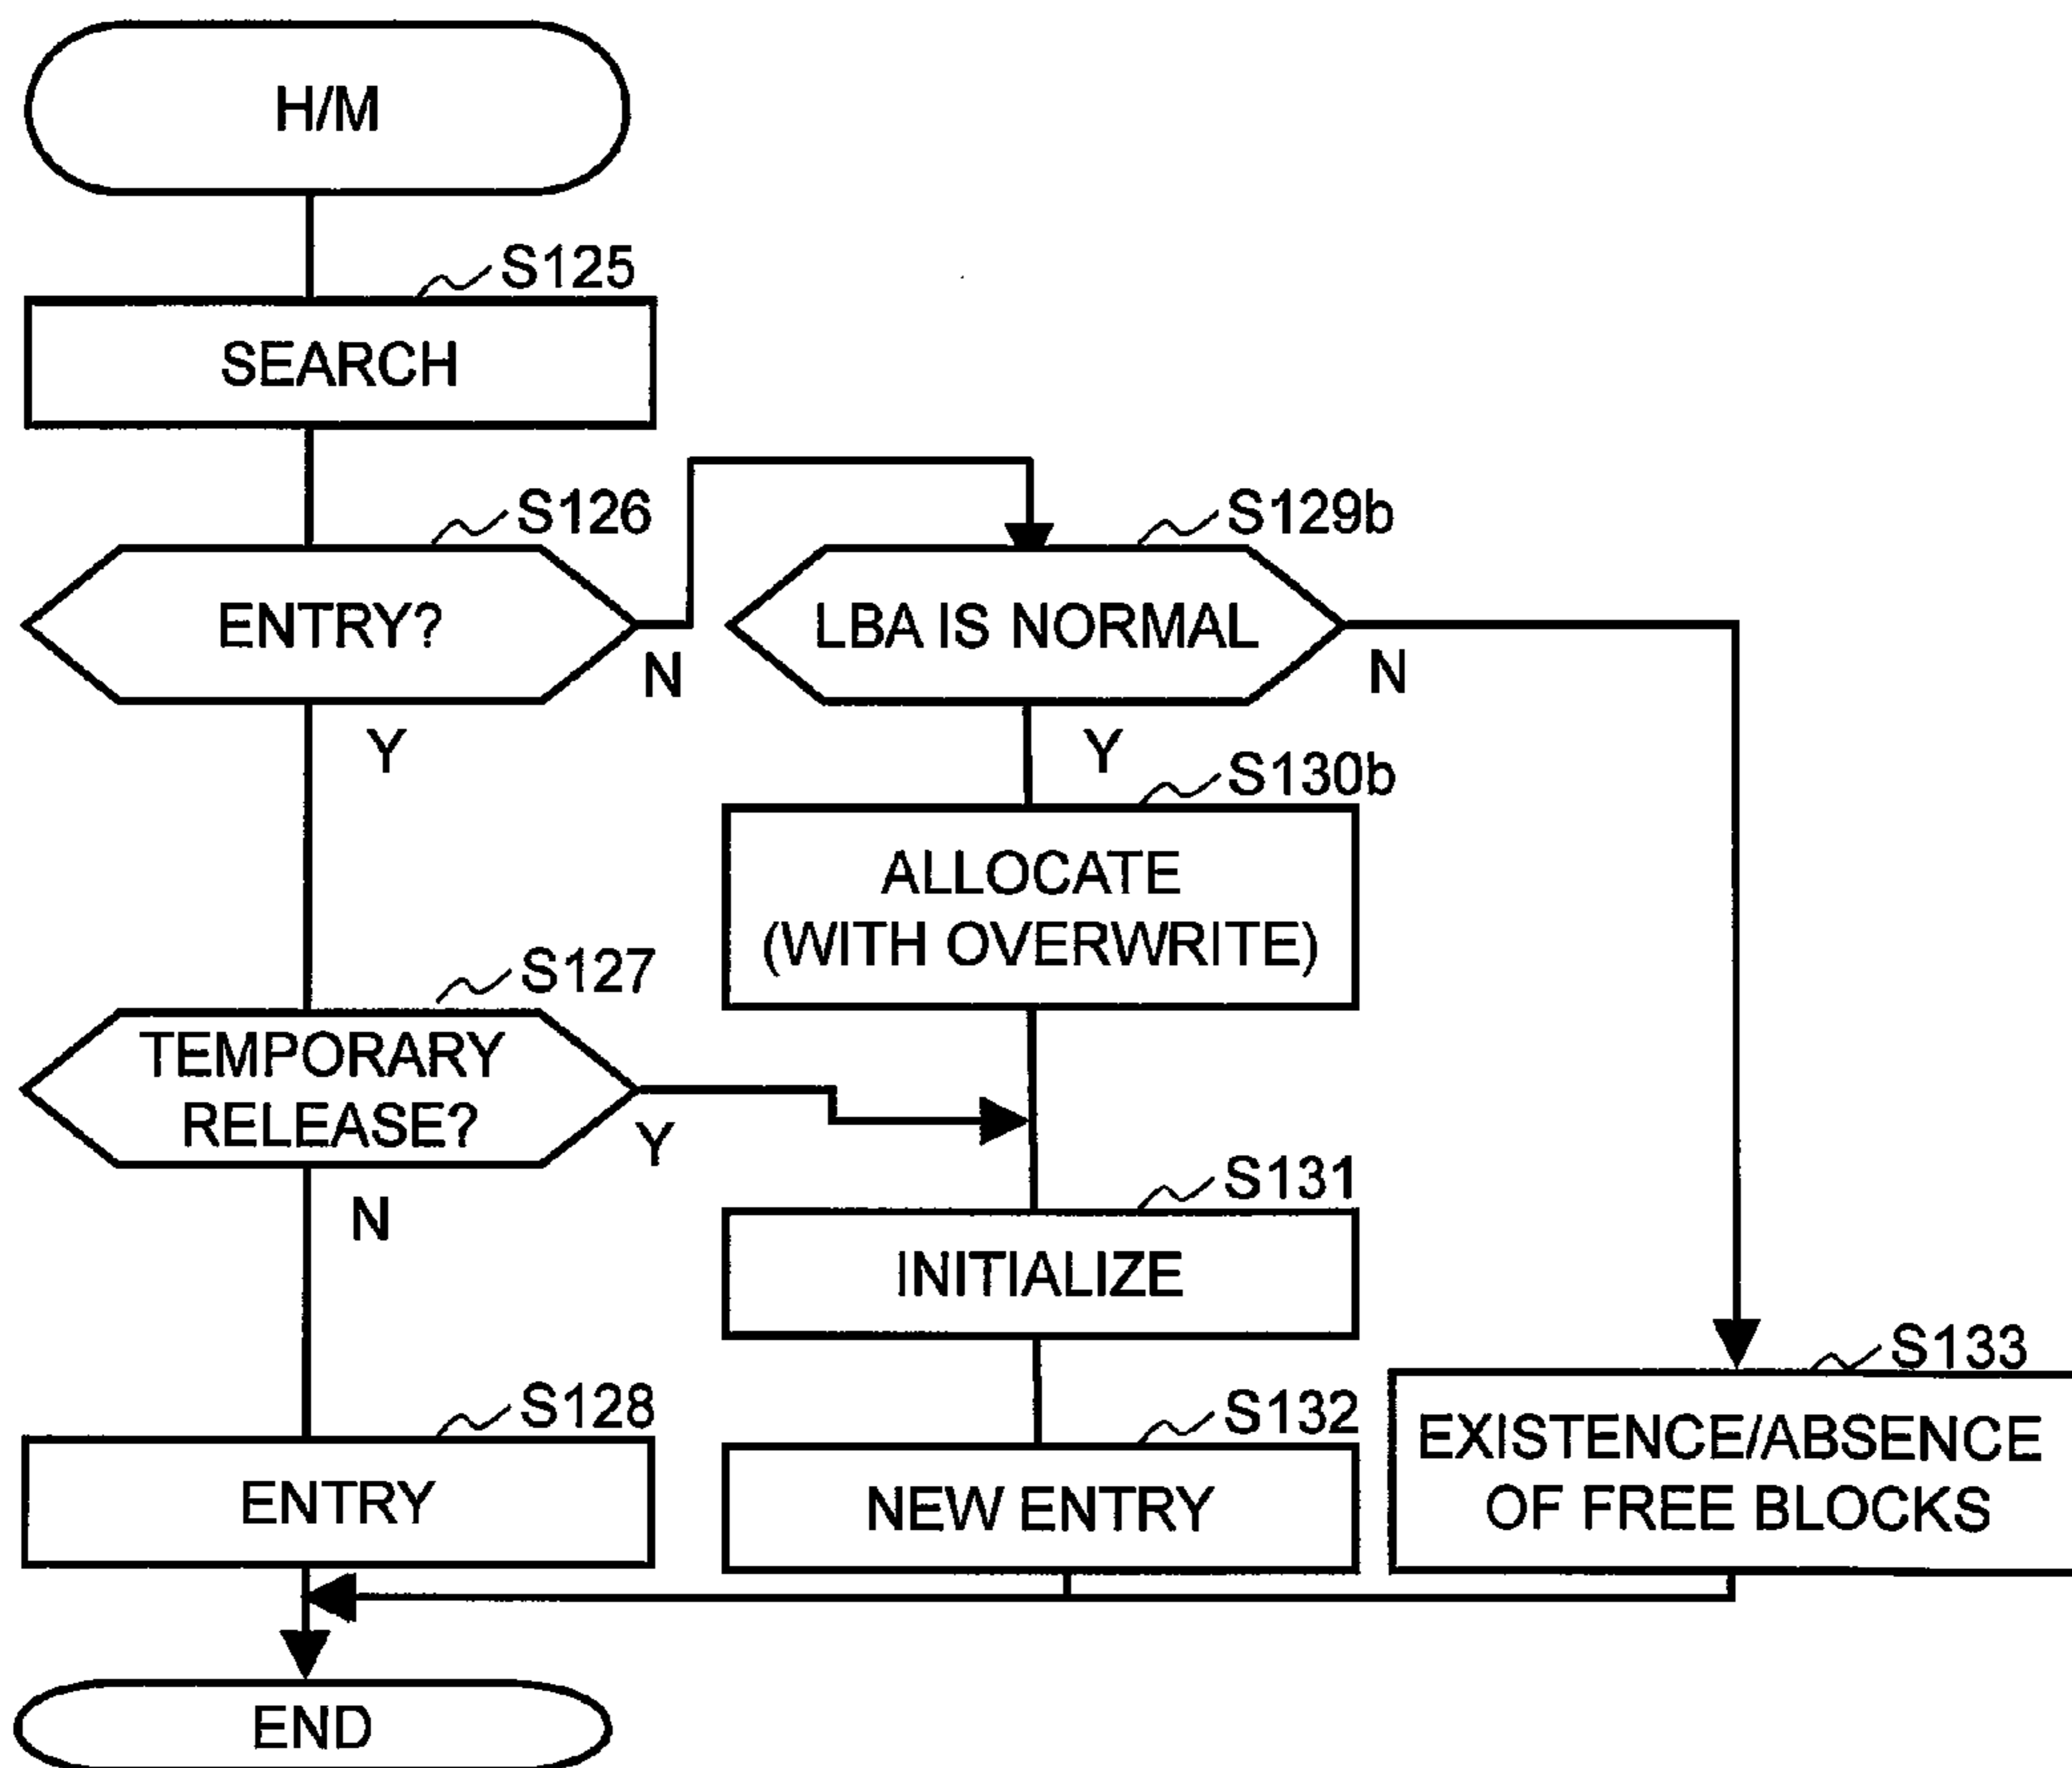 H/M
S125
SEARCH
S126
ENTRY?
N
Y
S129b
LBA IS NORMAL
N
Y
S130b
ALLOCATE
(WITH OVERWRITE)
S127
TEMPORARY
RELEASE?
Y
N
S131
INITIALIZE
S128
ENTRY
S132
NEW ENTRY
S133
EXISTENCE/ABSENCE
OF FREE BLOCKS
END